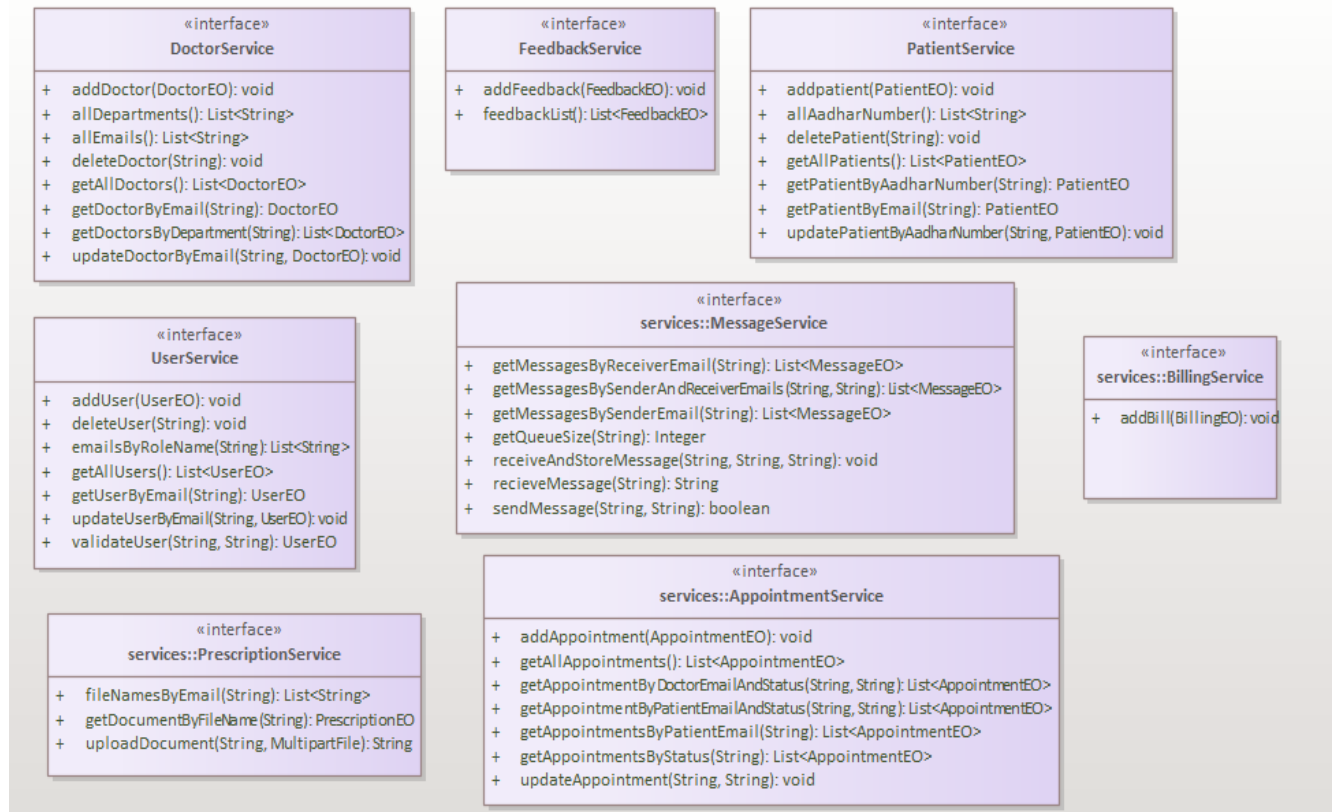 «interface»
DoctorService
+ addDoctor(DoctorEO): void
+ allDepartments(): List<String>
+ allEmails(): List<String>
+ deleteDoctor(String): void
+ getAllDoctors(): List<DoctorEO>
+ getDoctorByEmail(String): DoctorEO
+ getDoctorsByDepartment(String): List<DoctorEO>
+ updateDoctorByEmail(String, DoctorEO): void
«interface»
FeedbackService
+ addFeedback(FeedbackEO): void
+ feedbackList(): List<FeedbackEO>
«interface»
PatientService
+ addpatient(PatientEO): void
+ allAadharNumber(): List<String>
+ deletePatient(String): void
+ getAllPatients(): List<PatientEO>
+ getPatientByAadharNumber(String): PatientEO
+ getPatientByEmail(String): PatientEO
+ updatePatientByAadharNumber(String, PatientEO): void
«interface»
UserService
+ addUser(UserEO): void
+ deleteUser(String): void
+ emailsByRoleName(String): List<String>
+ getAllUsers(): List<UserEO>
+ getUserByEmail(String): UserEO
+ updateUserByEmail(String, UserEO): void
+ validateUser(String, String): UserEO
«interface»
services::MessageService
+ getMessagesByReceiverEmail(String): List<MessageEO>
+ getMessagesBySenderAndReceiverEmails(String, String): List<MessageEO>
+ getMessagesBySenderEmail(String): List<MessageEO>
+ getQueueSize(String): Integer
+ receiveAndStoreMessage(String, String, String): void
+ recieveMessage(String): String
+ sendMessage(String, String): boolean
«interface»
services::BillingService
+ addBill(BillingEO): void
«interface»
services::PrescriptionService
+ fileNamesByEmail(String): List<String>
+ getDocumentByFileName(String): PrescriptionEO
+ uploadDocument(String, MultipartFile): String
«interface»
services::AppointmentService
+ addAppointment(AppointmentEO): void
+ getAllAppointments(): List<AppointmentEO>
+ getAppointmentByDoctorEmailAndStatus(String, String): List<AppointmentEO>
+ getAppointmentByPatientEmailAndStatus(String, String): List<AppointmentEO>
+ getAppointmentsByPatientEmail(String): List<AppointmentEO>
+ getAppointmentsByStatus(String): List<AppointmentEO>
+ updateAppointment(String, String): void